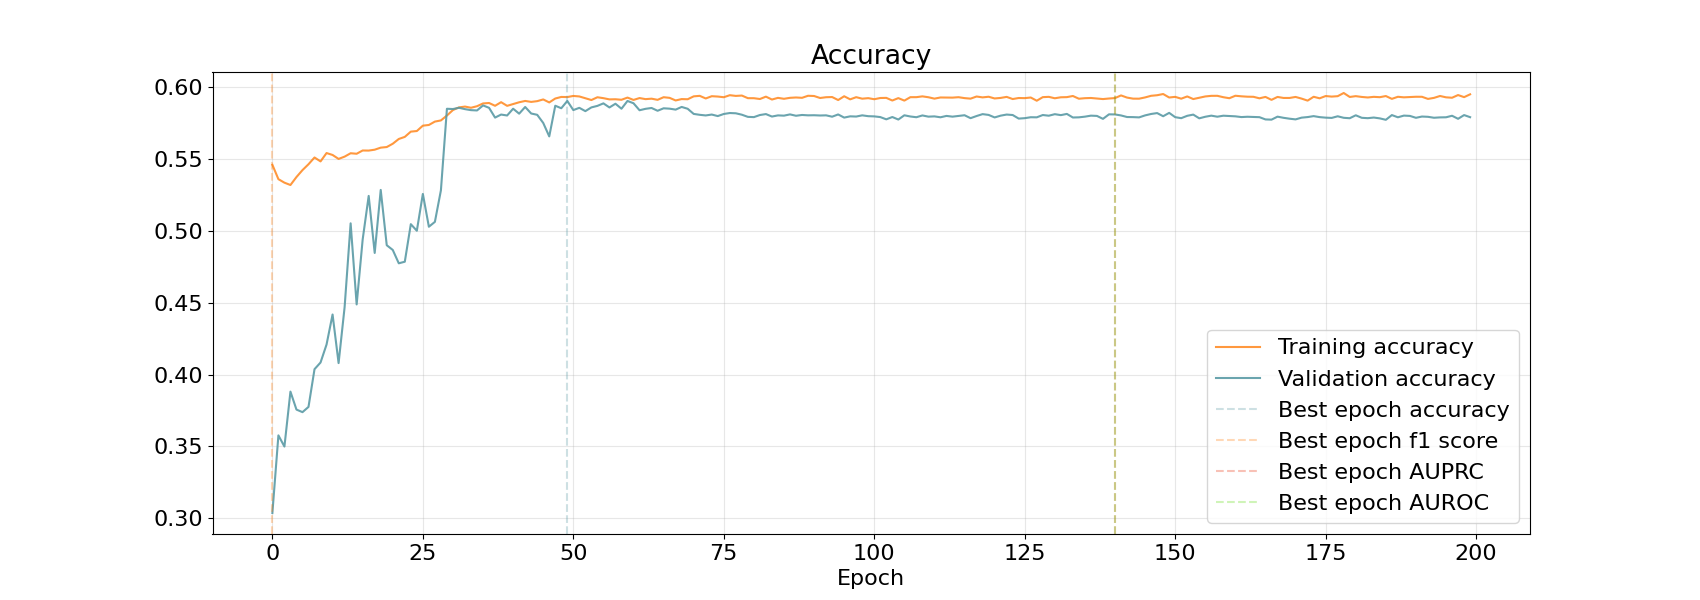 Accuracy
0.60
0.55
0.50
0.45
0.40
0.35
0.30
Training accuracy
Validation accuracy
Best epoch accuracy
Best epoch f1 score
Best epoch AUPRC
Best epoch AUROC
0 25 50 75 100 125 150 175 200
Epoch